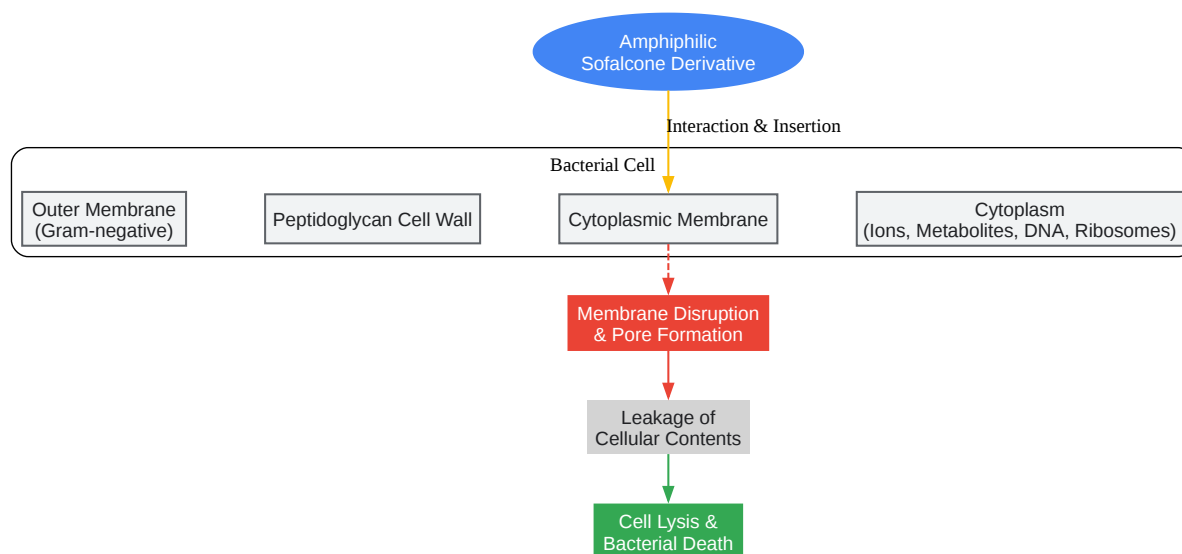 Amphiphilic
Sofalcone Derivative
Interaction & Insertion
Bacterial Cell
Outer Membrane
(Gram-negative)
Peptidoglycan Cell Wall
Cytoplasmic Membrane
Cytoplasm
(Ions, Metabolites, DNA, Ribosomes)
Membrane Disruption
& Pore Formation
Leakage of
Cellular Contents
Cell Lysis &
Bacterial Death